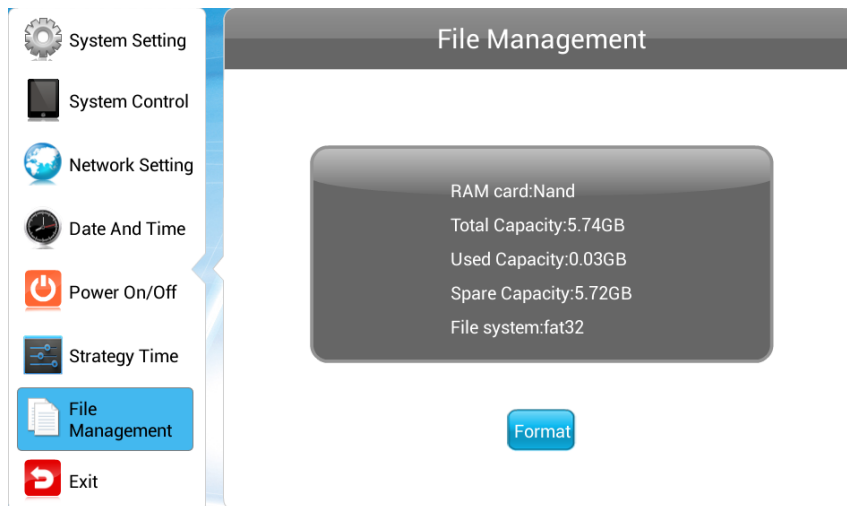 System Setting
System Control
Network Setting
Date And Time
Power On/Off
Strategy Time
File
Management
Exit
File Management
RAM card:Nand
Total Capacity:5.74GB
Used Capacity:0.03GB
Spare Capacity:5.72GB
File system:fat32
Format